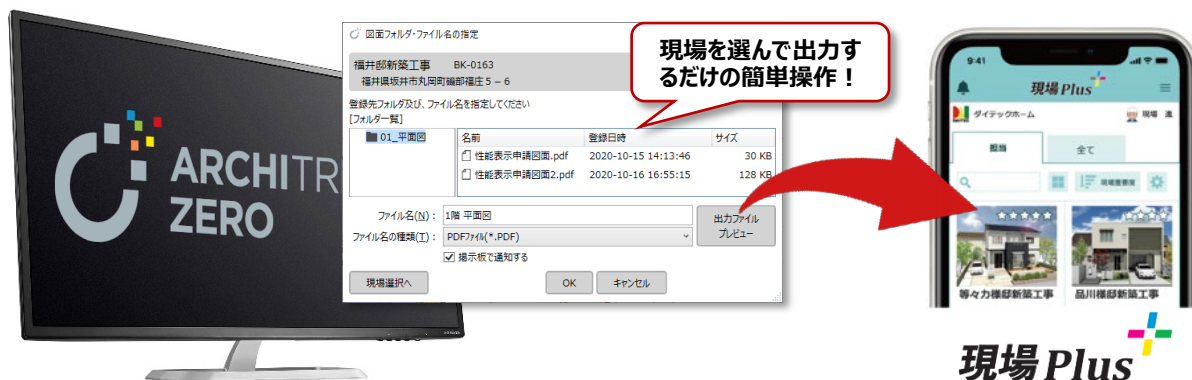 ARCHITR
ZERO
図面フォルダ・ファイル名の指定
福井邸新築工事 BK-0163
福井県坂井市丸岡町磯部福庄5-6
登録先フォルダ及び、ファイル名を指定してください
[フォルダ一覧]
01_平面図
名前 登録日時 サイズ
性能表示申請図面.pdf 2020-10-15 14:13:46 30 KB
性能表示申請図面2.pdf 2020-10-16 16:55:15 128 KB
ファイル名(N)： 1階 平面図
ファイル名の種類(T)： PDFファイル(*.PDF)
掲示板で通知する
出力ファイル
プレビュー
現場選択へ OK キャンセル
現場を選んで出力す
るだけの簡単操作！
9:41
現場Plus
ダイテックホーム 現場 進
担当 全て
現場重要度
等々力様邸新築工事 品川様邸新築工事
現場Plus